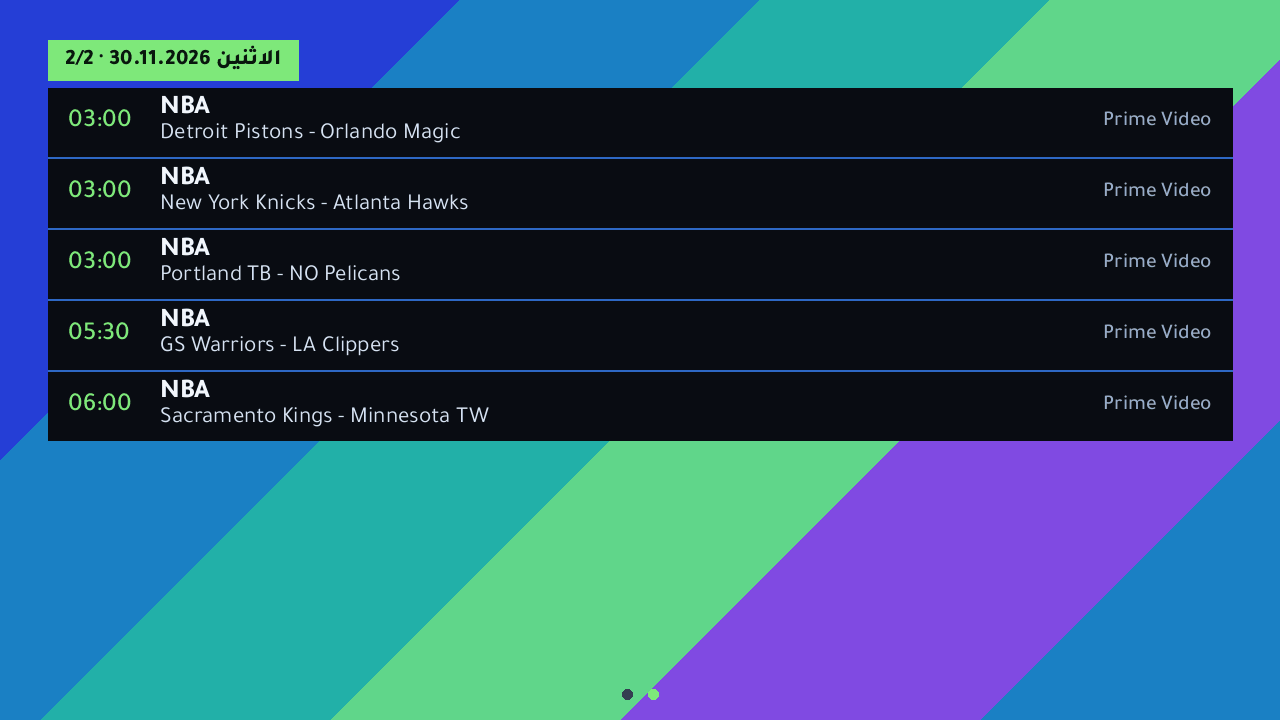 الاثنين 30.11.2026 · 2/2
03:00
NBA
Detroit Pistons - Orlando Magic
Prime Video
03:00
NBA
New York Knicks - Atlanta Hawks
Prime Video
03:00
NBA
Portland TB - NO Pelicans
Prime Video
05:30
NBA
GS Warriors - LA Clippers
Prime Video
06:00
NBA
Sacramento Kings - Minnesota TW
Prime Video